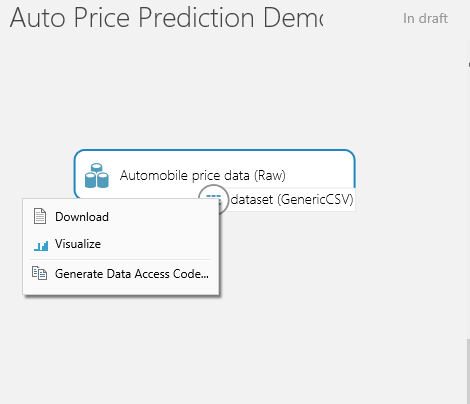 Auto Price Prediction Demo
In draft
Automobile price data (Raw)
dataset (GenericCSV)
Download
Visualize
Generate Data Access Code...